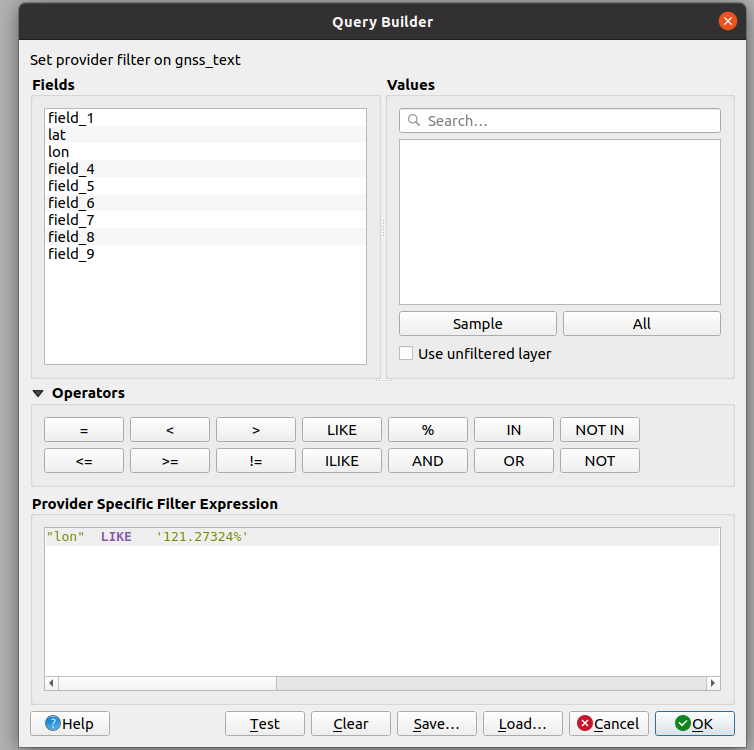 Query Builder
Set provider filter on gnss_text
Fields
field_1
lat
lon
field_4
field_5
field_6
field_7
field_8
field_9
Values
Search...
Sample All
Use unfiltered layer
Operators
= < > LIKE % IN NOT IN
<= >= != ILIKE AND OR NOT
Provider Specific Filter Expression
"lon" LIKE '121.27324%'
Help Test Clear Save... Load... Cancel OK